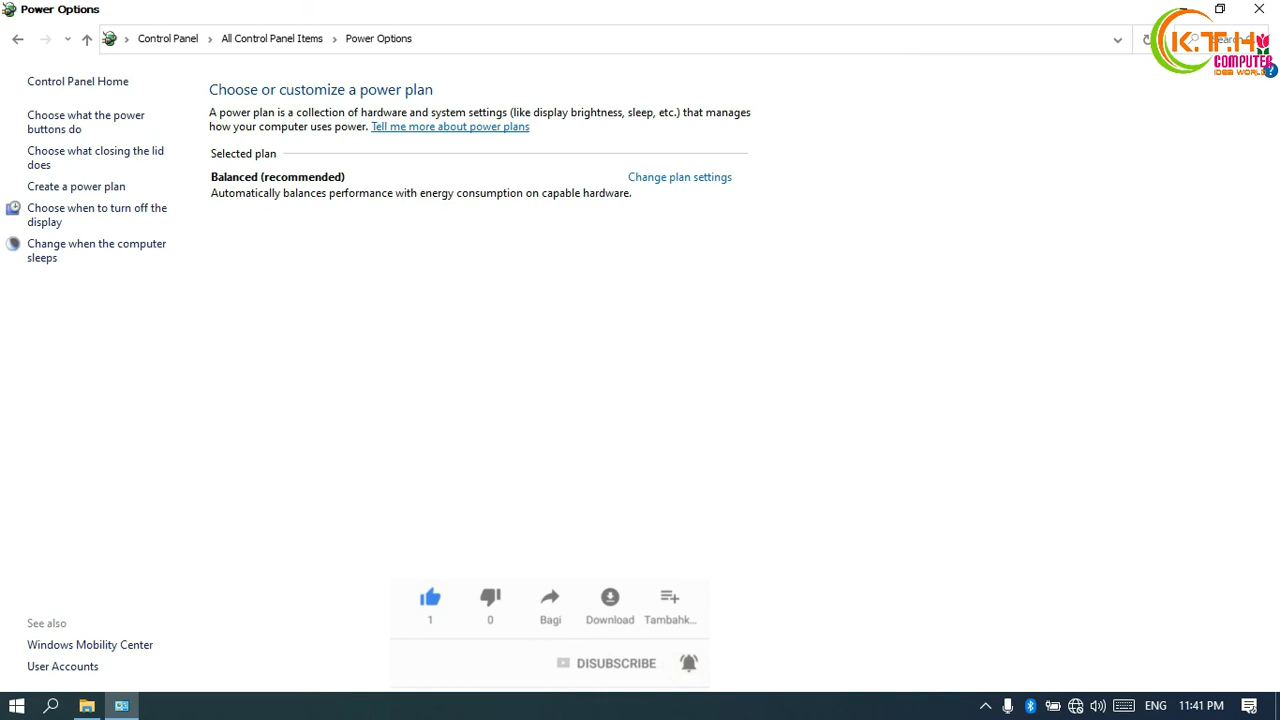 Power Options
Control Panel
All Control Panel Items
Power Options
K.T.H
COMPUTER
IDEA WORLD
Control Panel Home
Choose what the power
buttons do
Choose what closing the lid
does
Create a power plan
Choose when to turn off the
display
Change when the computer
sleeps
Choose or customize a power plan
A power plan is a collection of hardware and system settings (like display brightness, sleep, etc.) that manages
how your computer uses power. Tell me more about power plans
Selected plan
Balanced (recommended)
Change plan settings
Automatically balances performance with energy consumption on capable hardware.
1
0
Bagi
Download
Tambahk...
DISUBSCRIBE
See also
Windows Mobility Center
User Accounts
ENG
11:41 PM